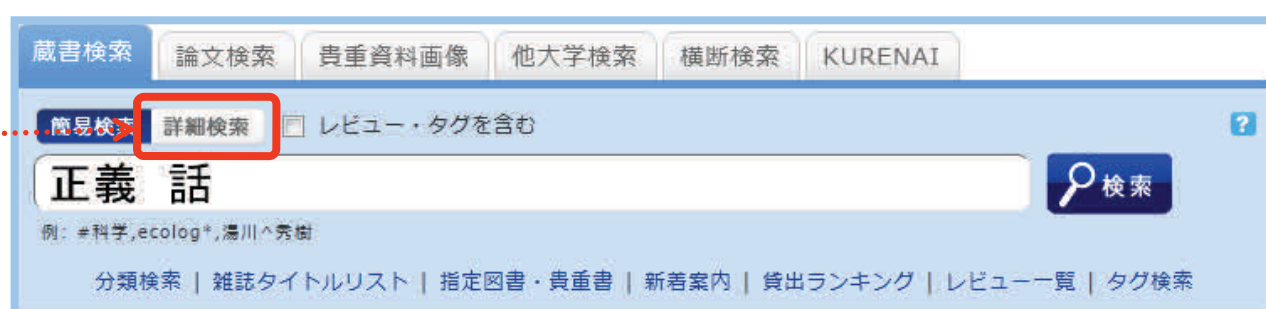 蔵書検索 論文検索 貴重資料画像 他大学検索 横断検索 KURENAI
簡易検索 詳細検索 レビュー・タグを含む ?
正義 話 検索
例: #科学,ecolog*,湯川^秀樹
分類検索 | 雑誌タイトルリスト | 指定図書・貴重書 | 新着案内 | 貸出ランキング | レビュー一覧 | タグ検索